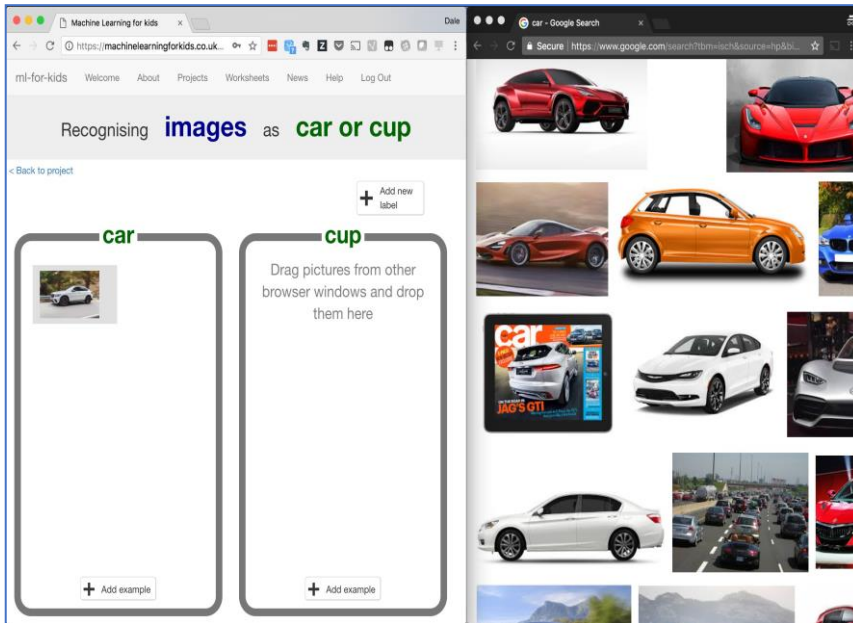 Machine Learning for kids
Dale
https://machinelearningforkids.co.uk...
ml-for-kids Welcome About Projects Worksheets News Help Log Out
Recognising images as car or cup
< Back to project
Add new
label
car
cup
Drag pictures from other
browser windows and drop
them here
Add example
Add example
car - Google Search
Secure https://www.google.com/search?tbm=isch&source=hp&bi...
car
JAG'S GTI